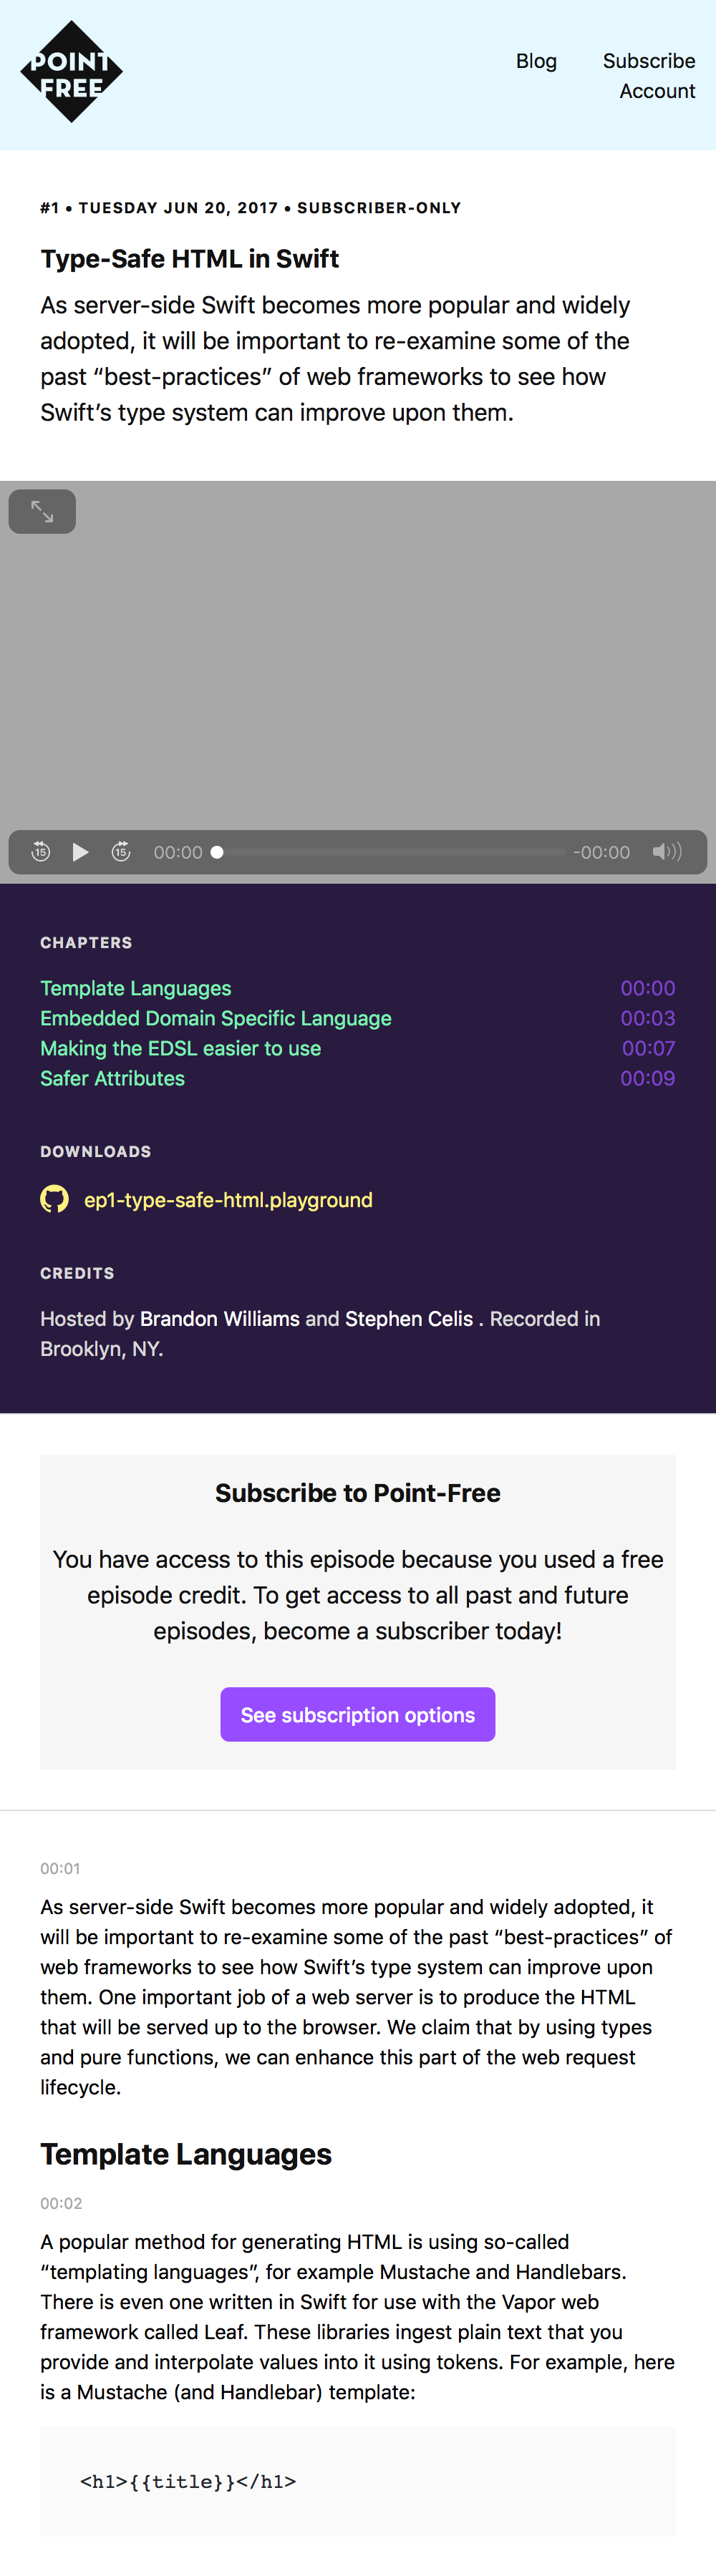 POINT
FREE
Blog Subscribe
Account
#1 • TUESDAY JUN 20, 2017 • SUBSCRIBER-ONLY
Type-Safe HTML in Swift
As server-side Swift becomes more popular and widely
adopted, it will be important to re-examine some of the
past “best-practices” of web frameworks to see how
Swift’s type system can improve upon them.
15 15 00:00 -00:00
CHAPTERS
Template Languages 00:00
Embedded Domain Specific Language 00:03
Making the EDSL easier to use 00:07
Safer Attributes 00:09
DOWNLOADS
ep1-type-safe-html.playground
CREDITS
Hosted by Brandon Williams and Stephen Celis . Recorded in
Brooklyn, NY.
Subscribe to Point-Free
You have access to this episode because you used a free
episode credit. To get access to all past and future
episodes, become a subscriber today!
See subscription options
00:01
As server-side Swift becomes more popular and widely adopted, it
will be important to re-examine some of the past “best-practices” of
web frameworks to see how Swift’s type system can improve upon
them. One important job of a web server is to produce the HTML
that will be served up to the browser. We claim that by using types
and pure functions, we can enhance this part of the web request
lifecycle.
Template Languages
00:02
A popular method for generating HTML is using so-called
“templating languages”, for example Mustache and Handlebars.
There is even one written in Swift for use with the Vapor web
framework called Leaf. These libraries ingest plain text that you
provide and interpolate values into it using tokens. For example, here
is a Mustache (and Handlebar) template:
<h1>{{title}}</h1>